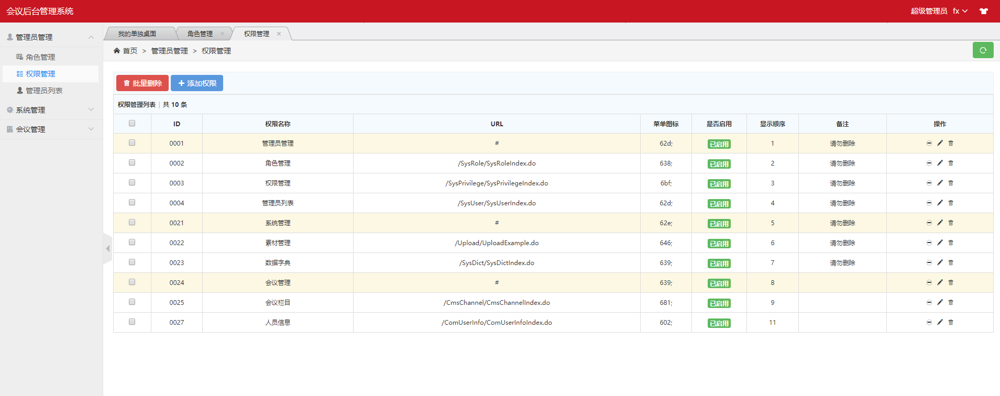 会议后台管理系统
超级管理员 fx
管理员管理
角色管理
权限管理
管理员列表
系统管理
会议管理
我的单独桌面 角色管理 权限管理
首页 > 管理员管理 > 权限管理
批量删除 添加权限
权限管理列表 | 共 10 条
ID 权限名称 URL 菜单图标 是否启用 显示顺序 备注 操作
0001 管理员管理 # 62d; 已启用 1 请勿删除
0002 角色管理 /SysRole/SysRoleIndex.do 638; 已启用 2 请勿删除
0003 权限管理 /SysPrivilege/SysPrivilegeIndex.do 6bf; 已启用 3 请勿删除
0004 管理员列表 /SysUser/SysUserIndex.do 62d; 已启用 4 请勿删除
0021 系统管理 # 62e; 已启用 5 请勿删除
0022 素材管理 /Upload/UploadExample.do 646; 已启用 6 请勿删除
0023 数据字典 /SysDict/SysDictIndex.do 639; 已启用 7 请勿删除
0024 会议管理 # 639; 已启用 8
0025 会议栏目 /CmsChannel/CmsChannelIndex.do 681; 已启用 9
0027 人员信息 /ComUserInfo/ComUserInfoIndex.do 602; 已启用 11